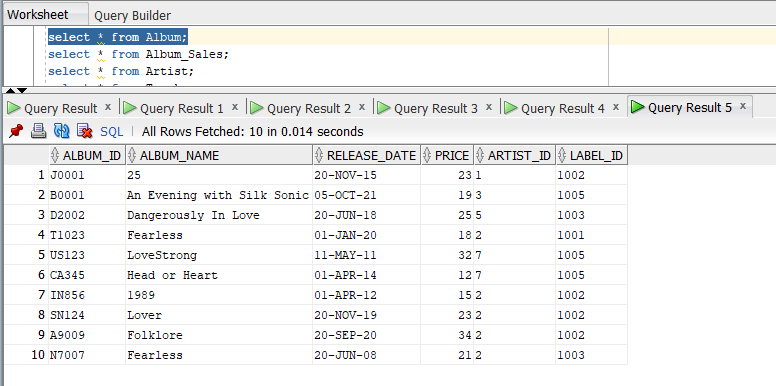 Worksheet Query Builder
select * from Album;
select * from Album_Sales;
select * from Artist;
Query Result x Query Result 1 x Query Result 2 x Query Result 3 x Query Result 4 x Query Result 5 x
SQL | All Rows Fetched: 10 in 0.014 seconds
ALBUM_ID ALBUM_NAME RELEASE_DATE PRICE ARTIST_ID LABEL_ID
1 J0001 25 20-NOV-15 23 1 1002
2 B0001 An Evening with Silk Sonic 05-OCT-21 19 3 1005
3 D2002 Dangerously In Love 20-JUN-18 25 5 1003
4 T1023 Fearless 01-JAN-20 18 2 1001
5 US123 LoveStrong 11-MAY-11 32 7 1005
6 CA345 Head or Heart 01-APR-14 12 7 1005
7 IN856 1989 01-APR-12 15 2 1002
8 SN124 Lover 20-NOV-19 23 2 1002
9 A9009 Folklore 20-SEP-20 34 2 1002
10 N7007 Fearless 20-JUN-08 21 2 1003